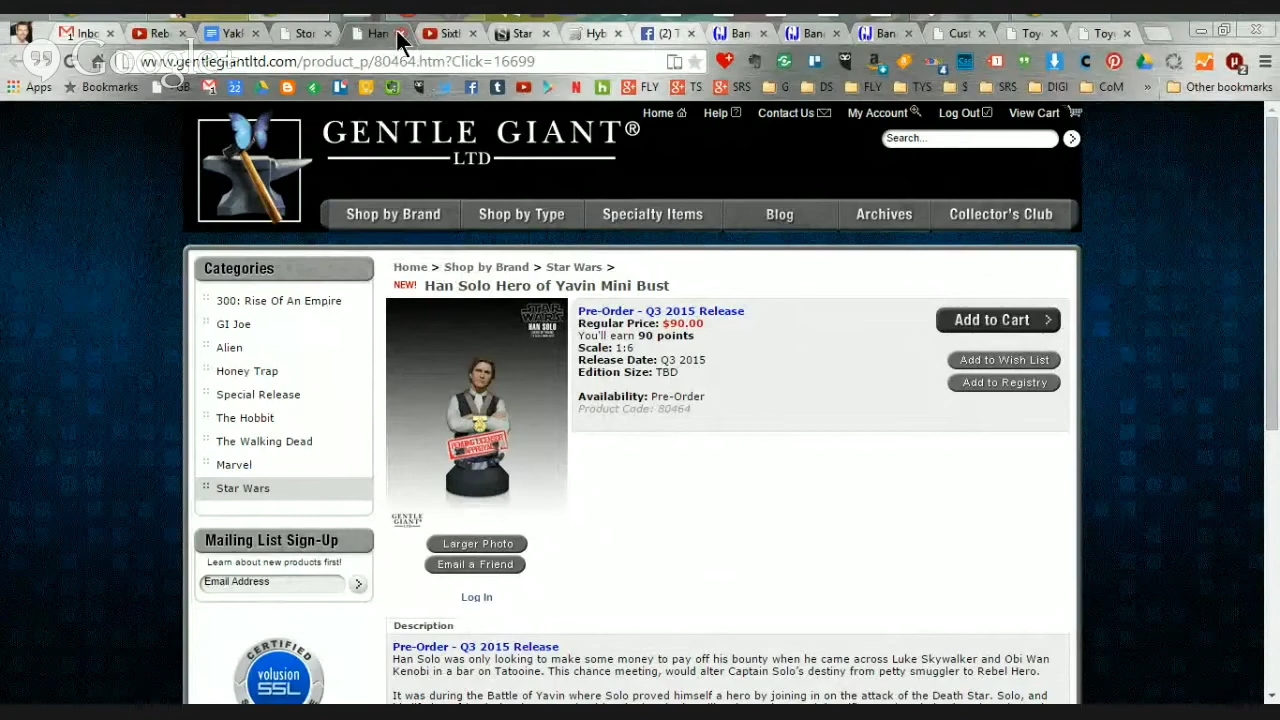 Inbo
Reb
Yakl
Stor
Han
Sixtl
Star
Hyb
(2) T
Ban
Ban
Ban
Cust
Toy
Toy
Google+
www.gentlegiantltd.com/product_p/80464.htm?Click=16699
Apps
Bookmarks
GB
FLY
TS
SRS
G
DS
FLY
TYS
$
SRS
DIGI
CoM
»
Other bookmarks
Home
Help
Contact Us
My Account
Log Out
View Cart
GENTLE GIANT®
LTD
Search...
Shop by Brand
Shop by Type
Specialty Items
Blog
Archives
Collector's Club
Categories
300: Rise Of An Empire
GI Joe
Alien
Honey Trap
Special Release
The Hobbit
The Walking Dead
Marvel
Star Wars
Mailing List Sign-Up
Learn about new products first!
Email Address
CERTIFIED
volusion
SSL
Home > Shop by Brand > Star Wars >
NEW! Han Solo Hero of Yavin Mini Bust
STAR WARS
HAN SOLO
PENDING LICENSOR APPROVAL
GENTLE GIANT
LTD
Pre-Order - Q3 2015 Release
Regular Price: $90.00
You'll earn 90 points
Scale: 1:6
Release Date: Q3 2015
Edition Size: TBD
Availability: Pre-Order
Product Code: 80464
Add to Cart
Add to Wish List
Add to Registry
Larger Photo
Email a Friend
Log In
Description
Pre-Order - Q3 2015 Release
Han Solo was only looking to make some money to pay off his bounty when he came across Luke Skywalker and Obi Wan
Kenobi in a bar on Tatooine. This chance meeting, would alter Captain Solo's destiny from petty smuggler to Rebel Hero.
It was during the Battle of Yavin where Solo proved himself a hero by joining in on the attack of the Death Star. Solo, and